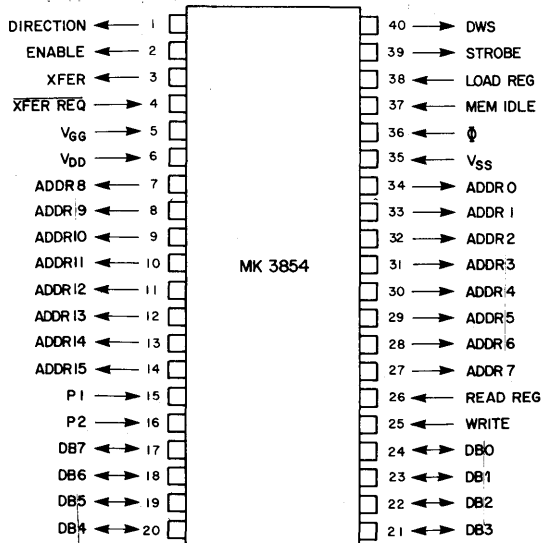 DIRECTION 1 40 DWS
ENABLE 2 39 STROBE
XFER 3 38 LOAD REG
XFER REQ 4 37 MEM IDLE
VGG 5 36 Φ
VDD 6 35 VSS
ADDR8 7 34 ADDR0
ADDR9 8 33 ADDR1
ADDR10 9 32 ADDR2
ADDR11 10 31 ADDR3
MK 3854
ADDR12 11 30 ADDR4
ADDR13 12 29 ADDR5
ADDR14 13 28 ADDR6
ADDR15 14 27 ADDR7
P1 15 26 READ REG
P2 16 25 WRITE
DB7 17 24 DB0
DB6 18 23 DB1
DB5 19 22 DB2
DB4 20 21 DB3